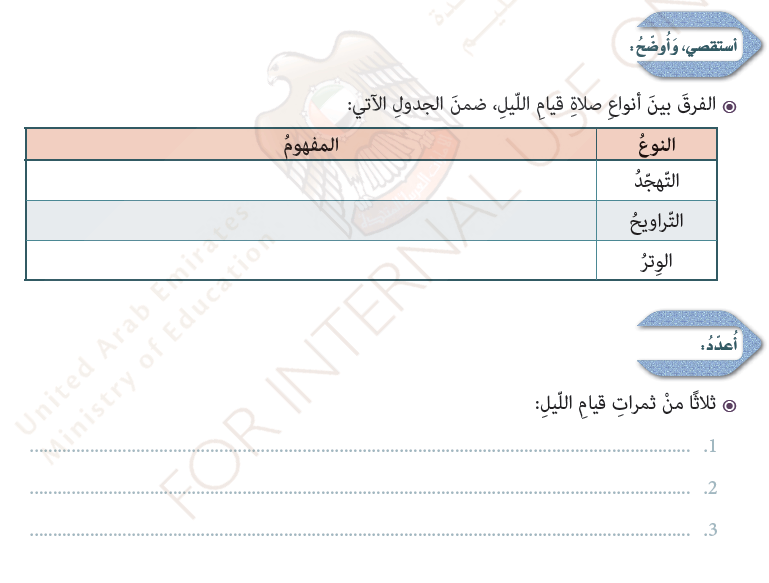 أستقصي، وَأُوضّحُ:
الفرقَ بينَ أنواعِ صلاةِ قيامِ اللّيلِ، ضمنَ الجدولِ الآتي:
النوعُ المفهومُ
التّهجّدُ
التّراويحُ
الوِترُ
أُعدّدُ:
ثلاثًا منْ ثمراتِ قيامِ اللّيلِ:
1. ........................................................................
2. ........................................................................
3. ........................................................................
United Arab Emirates
Ministry of Education
FOR INTERNAL USE ON